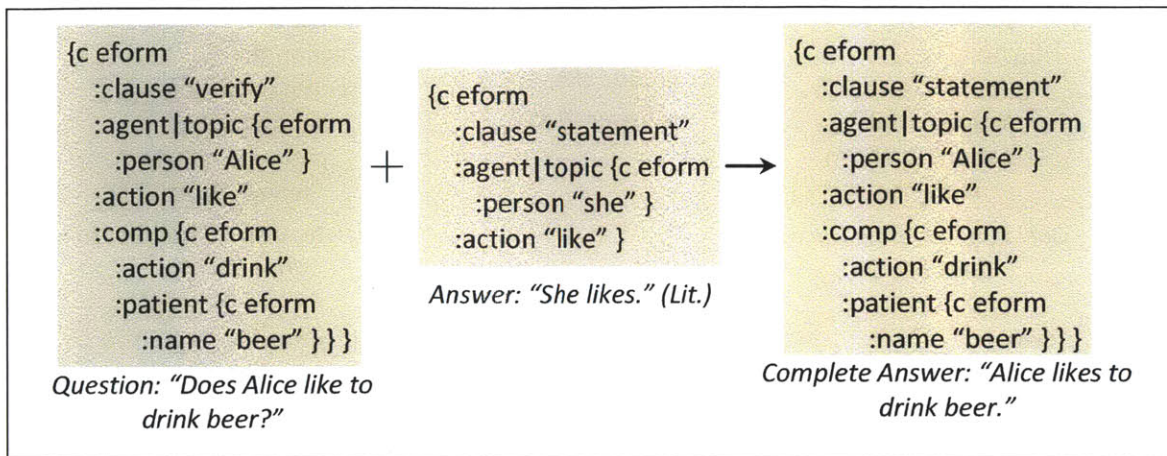 {c eform
:clause “verify”
:agent|topic {c eform
:person “Alice” }
:action “like”
:comp {c eform
:action “drink”
:patient {c eform
:name “beer” } } }
Question: “Does Alice like to
drink beer?”
+
{c eform
:clause “statement”
:agent|topic {c eform
:person “she” }
:action “like” }
Answer: “She likes.” (Lit.)
→
{c eform
:clause “statement”
:agent|topic {c eform
:person “Alice” }
:action “like”
:comp {c eform
:action “drink”
:patient {c eform
:name “beer” } } }
Complete Answer: “Alice likes to
drink beer.”